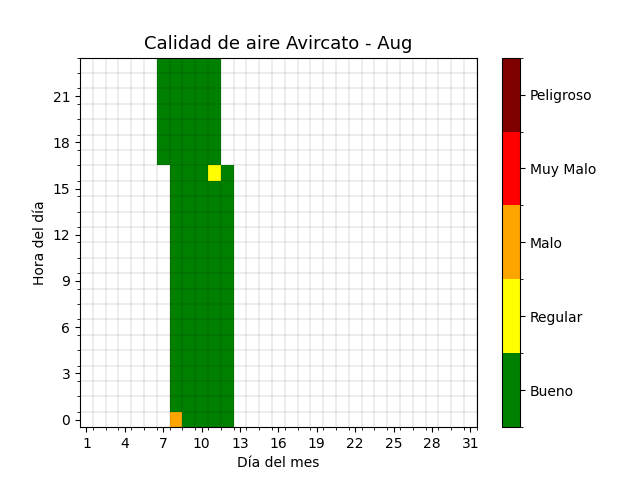 Calidad de aire Avircato - Aug
21
18
15
12
9
6
3
0
Hora del día
1 4 7 10 13 16 19 22 25 28 31
Día del mes
Peligroso
Muy Malo
Malo
Regular
Bueno